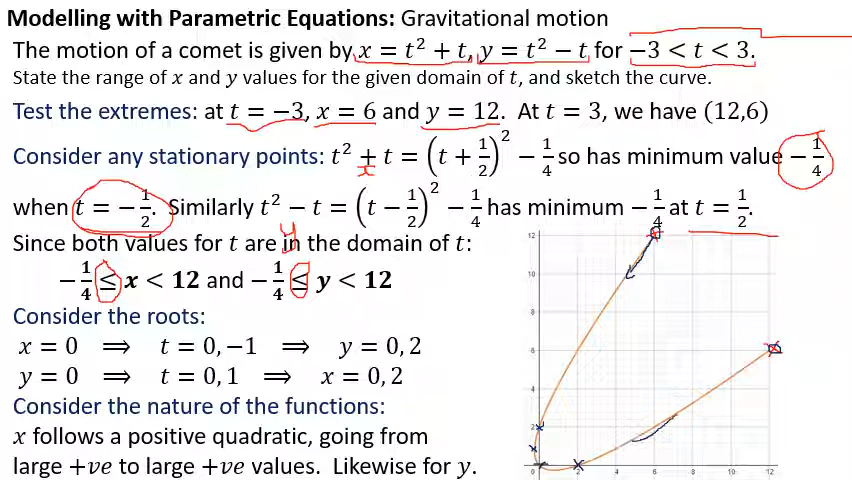 Modelling with Parametric Equations: Gravitational motion
The motion of a comet is given by x = t² + t, y = t² − t for −3 < t < 3.
State the range of x and y values for the given domain of t, and sketch the curve.
Test the extremes: at t = −3, x = 6 and y = 12. At t = 3, we have (12,6)
Consider any stationary points: t² + t = (t + 1/2)² − 1/4 so has minimum value − 1/4
x
when t = − 1/2. Similarly t² − t = (t − 1/2)² − 1/4 has minimum − 1/4 at t = 1/2.
y
Since both values for t are in the domain of t:
− 1/4 ≤ x < 12 and − 1/4 ≤ y < 12
Consider the roots:
x = 0 ⟹ t = 0, −1 ⟹ y = 0, 2
y = 0 ⟹ t = 0, 1 ⟹ x = 0, 2
Consider the nature of the functions:
x follows a positive quadratic, going from
large +ve to large +ve values. Likewise for y.
12
10
8
6
4
2
0 2 4 6 8 10 12